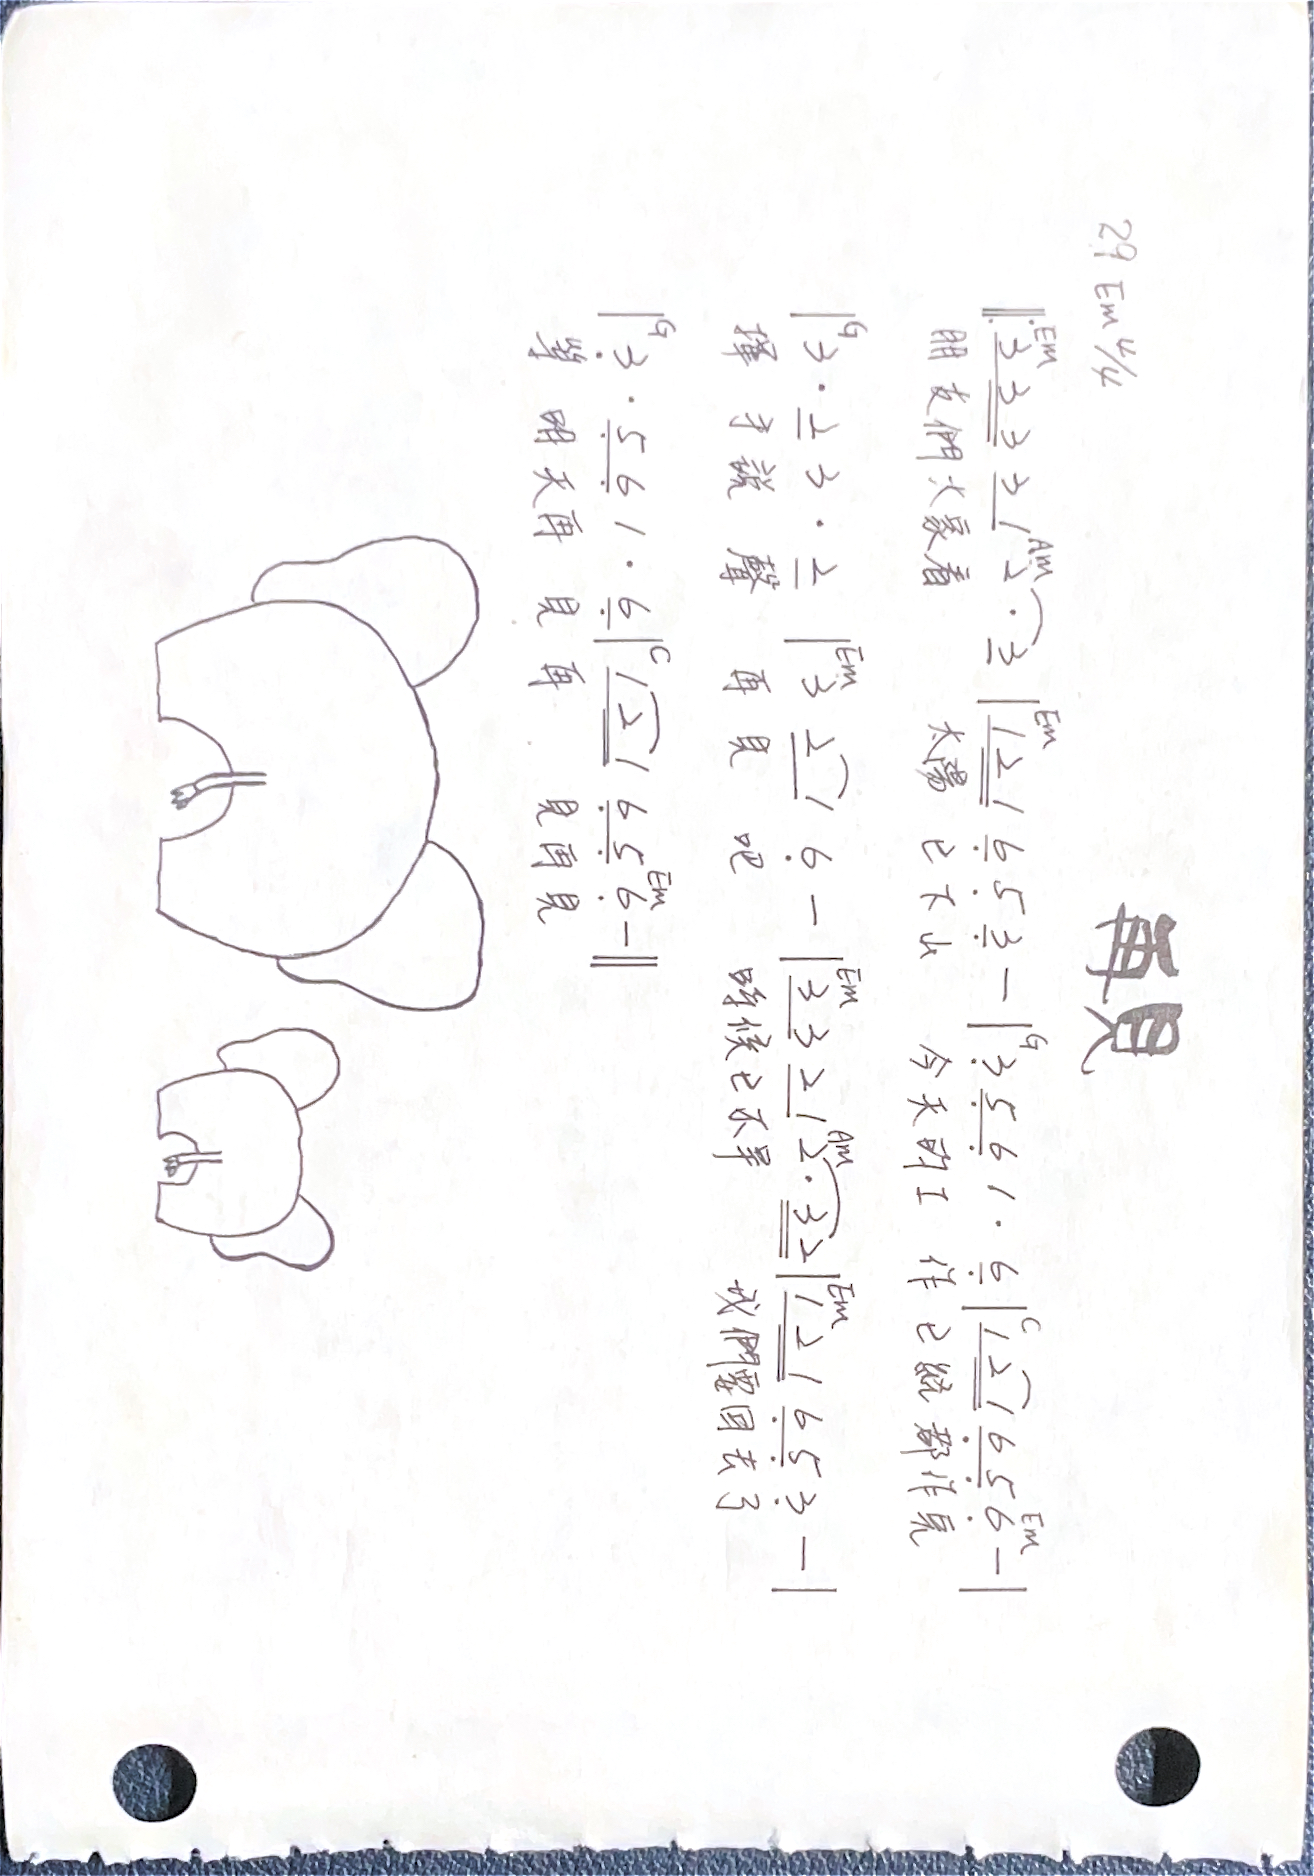 再見
29 Em 4/4
Em Am Em G C Em
‖: 3 3 3 3 1 2 · 3 | 1 2 1 6 5 3 — | 3 5 6 1 · 6 | 1 2 1 6 5 6 — |
朋友們大家看 太陽已下山 今天的工作已經都作完
G Em Em Am Em
| 3 · 2 3 · 2 | 3 2 1 6 — | 3 3 2 1 2 · 3 2 | 1 2 1 6 5 3 — |
揮手說聲再見吧 時候已不早 我們要回去了
G C Em
| 3 · 5 6 1 · 6 | 1 2 1 6 5 6 — ‖
等明天再見再見再見